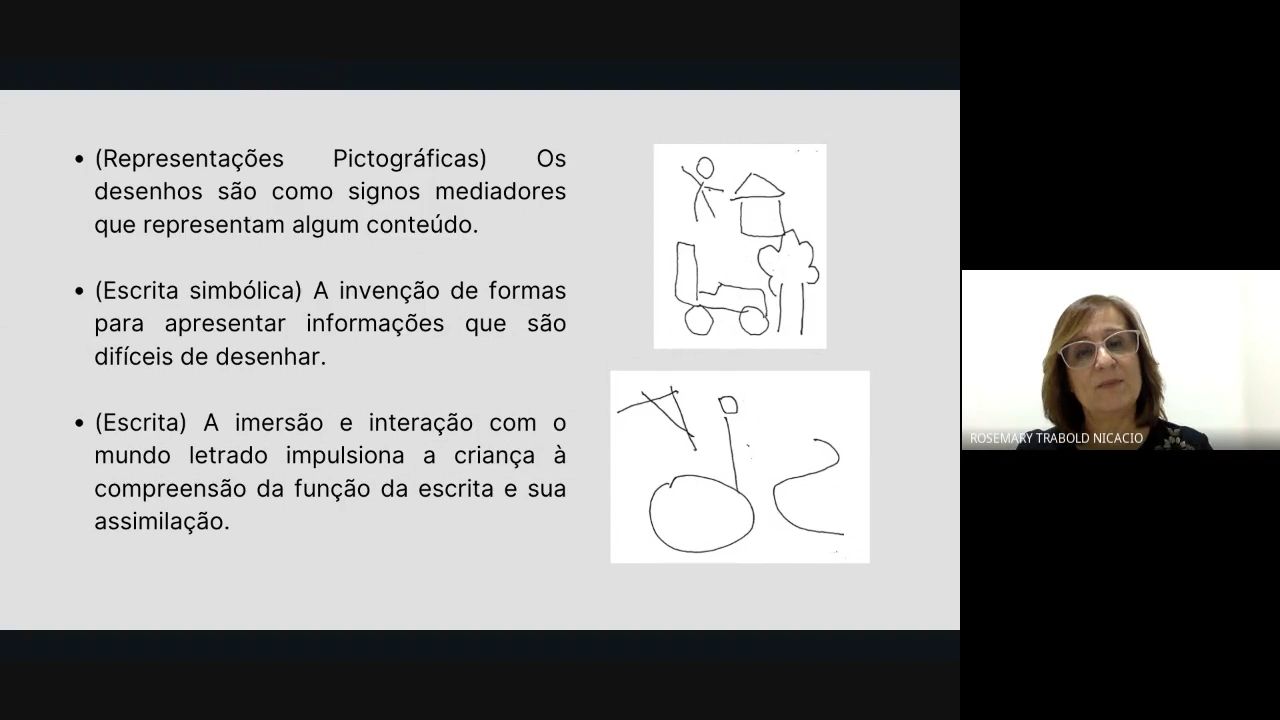 • (Representações Pictográficas) Os
desenhos são como signos mediadores
que representam algum conteúdo.
• (Escrita simbólica) A invenção de formas
para apresentar informações que são
difíceis de desenhar.
• (Escrita) A imersão e interação com o
mundo letrado impulsiona a criança à
compreensão da função da escrita e sua
assimilação.
ROSEMARY TRABOLD NICACIO